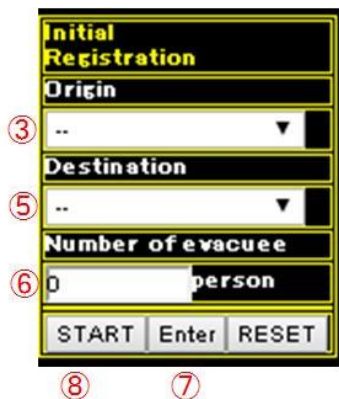 Initial
Registration
Origin
③ -- ▼
Destination
⑤ -- ▼
Number of evacuee
⑥ 0 person
START Enter RESET
⑧ ⑦